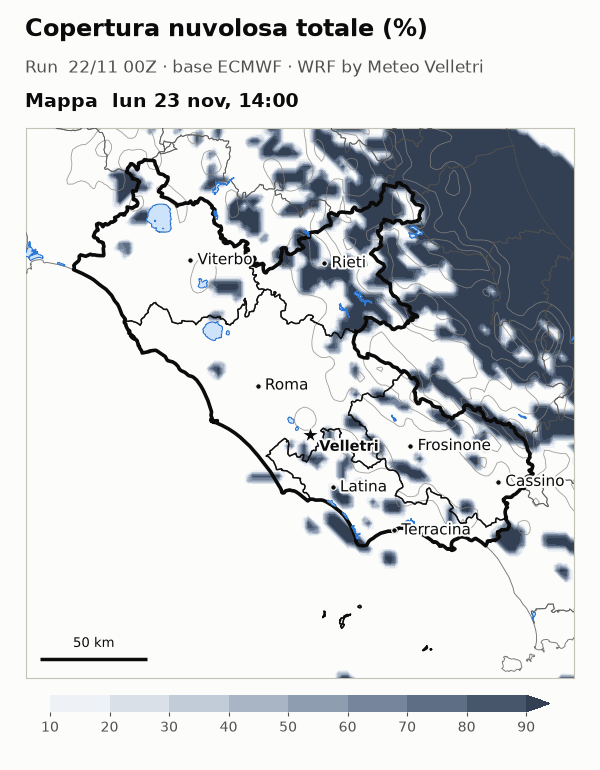 Copertura nuvolosa totale (%)
Run  22/11 00Z · base ECMWF · WRF by Meteo Velletri
Mappa  lun 23 nov, 14:00
Viterbo
Rieti
Roma
Velletri
Frosinone
Latina
Cassino
Terracina
50 km
10 20 30 40 50 60 70 80 90